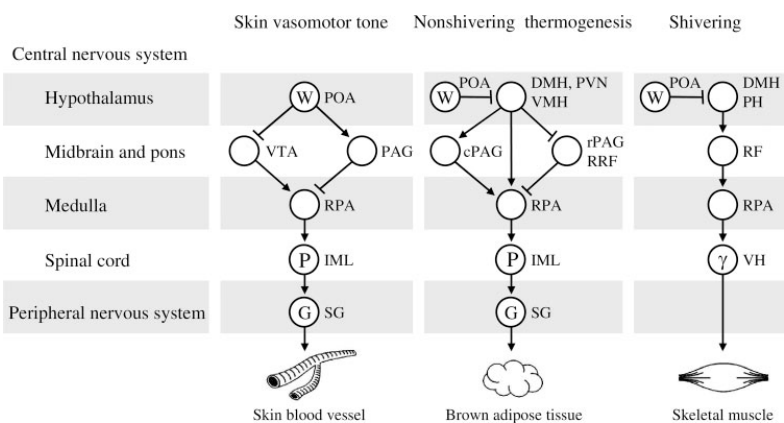 Skin vasomotor tone Nonshivering thermogenesis Shivering
Central nervous system
Hypothalamus W POA W POA DMH, PVN VMH W POA DMH PH
Midbrain and pons VTA PAG cPAG rPAG RRF RF
Medulla RPA RPA RPA
Spinal cord P IML P IML γ VH
Peripheral nervous system G SG G SG
Skin blood vessel Brown adipose tissue Skeletal muscle